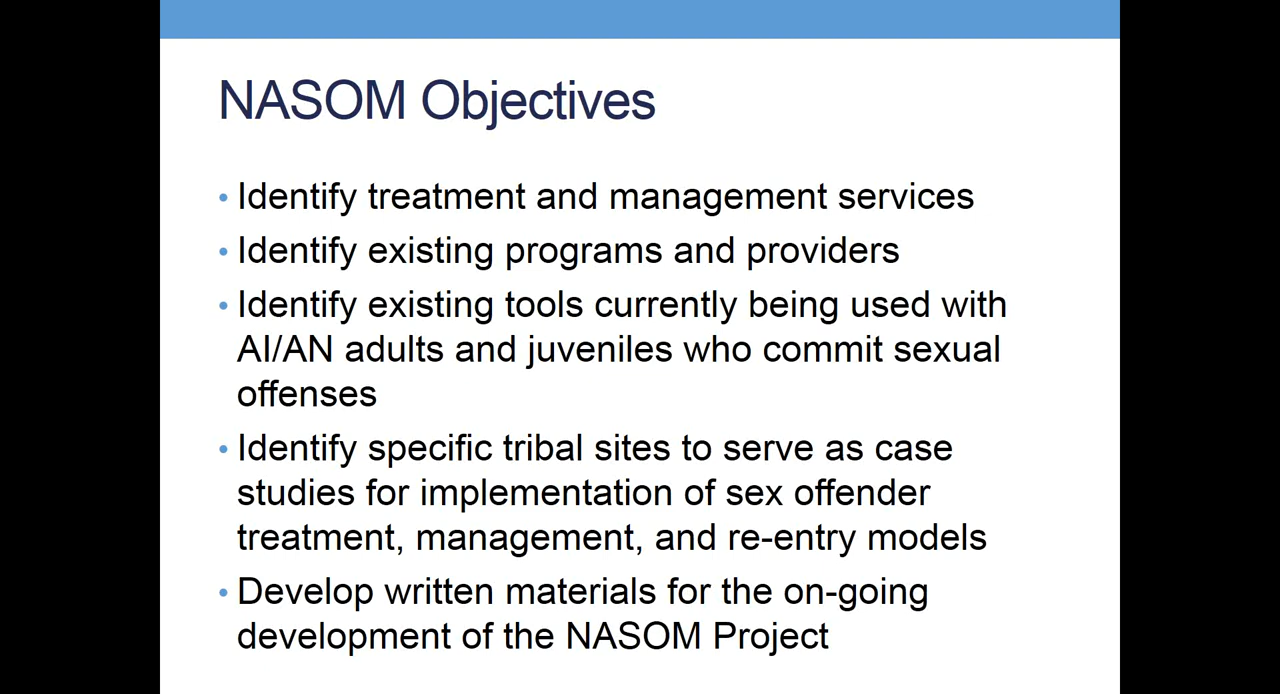 NASOM Objectives
• Identify treatment and management services
• Identify existing programs and providers
• Identify existing tools currently being used with
AI/AN adults and juveniles who commit sexual
offenses
• Identify specific tribal sites to serve as case
studies for implementation of sex offender
treatment, management, and re-entry models
• Develop written materials for the on-going
development of the NASOM Project